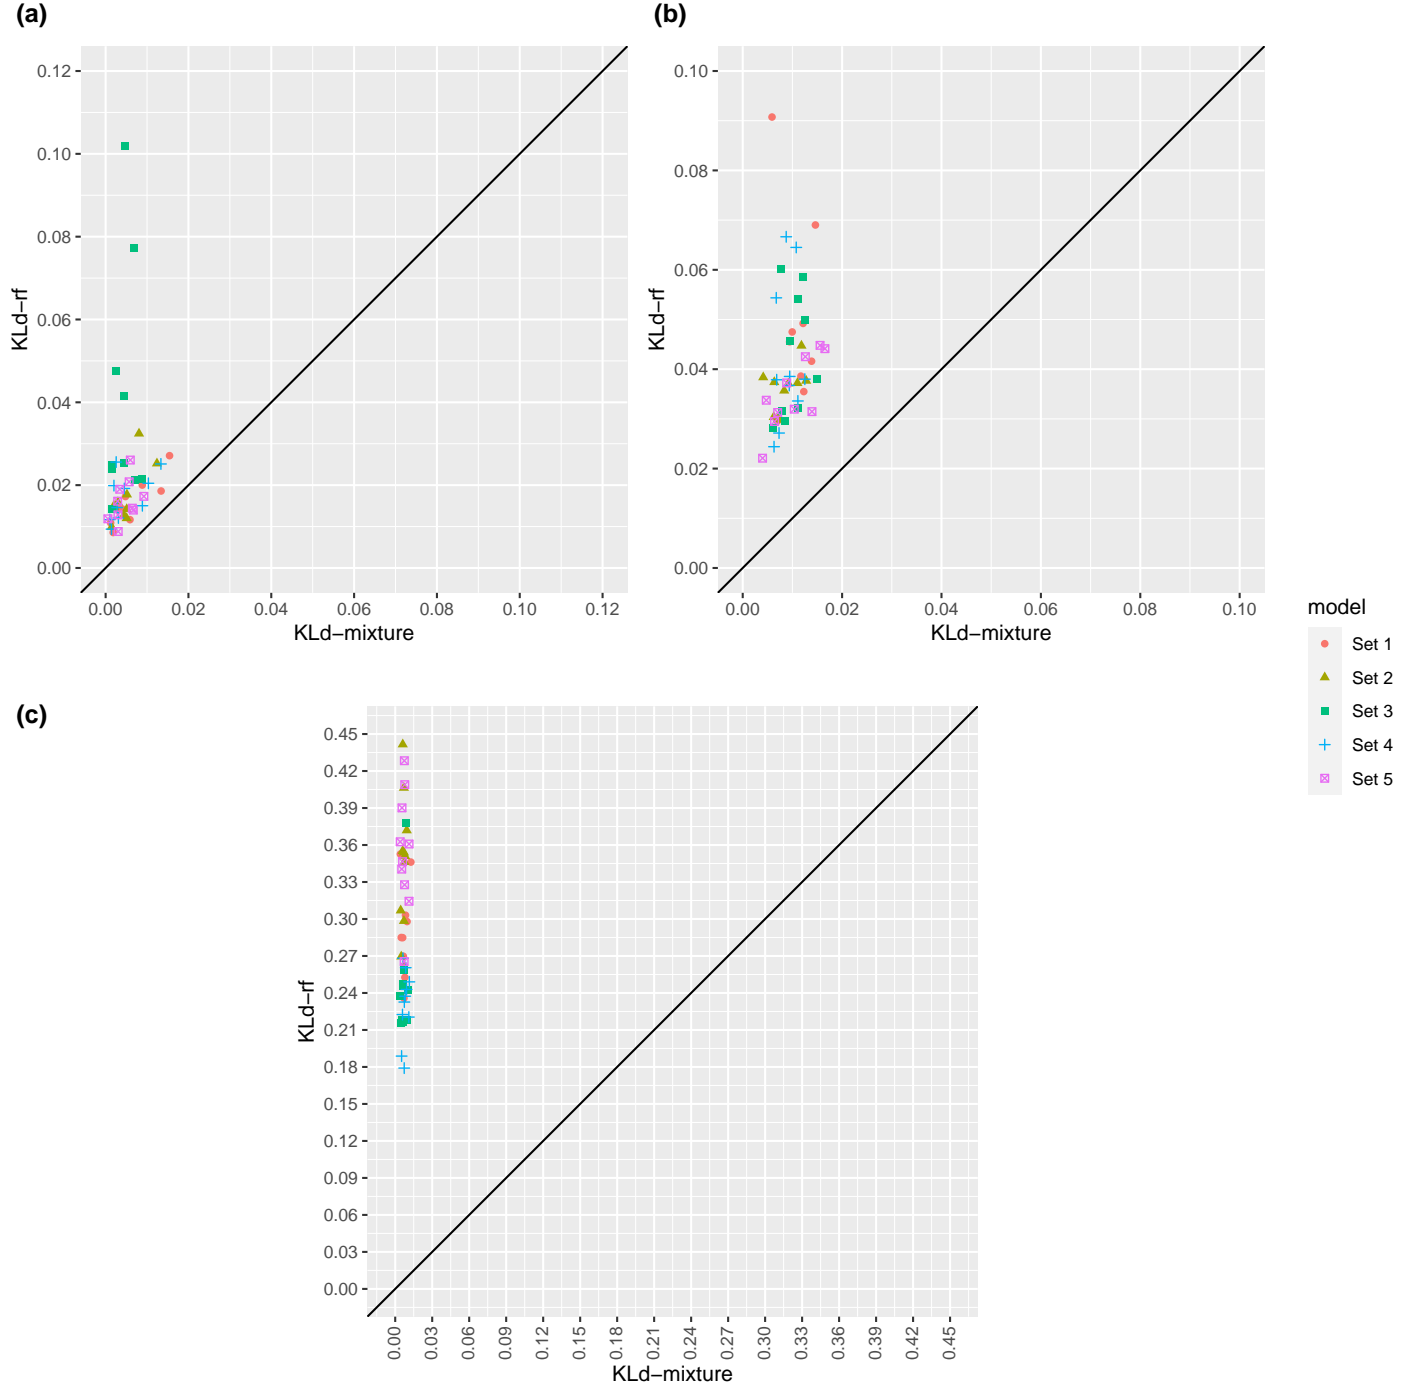 (a)
(b)
0.12
0.10
0.08
0.06
0.04
0.02
0.00
KLd−rf
0.00 0.02 0.04 0.06 0.08 0.10 0.12
KLd−mixture
0.10
0.08
0.06
0.04
0.02
0.00
KLd−rf
0.00 0.02 0.04 0.06 0.08 0.10
KLd−mixture
model
Set 1
Set 2
Set 3
Set 4
Set 5
(c)
0.45
0.42
0.39
0.36
0.33
0.30
0.27
0.24
0.21
0.18
0.15
0.12
0.09
0.06
0.03
0.00
KLd−rf
0.00 0.03 0.06 0.09 0.12 0.15 0.18 0.21 0.24 0.27 0.30 0.33 0.36 0.39 0.42 0.45
KLd−mixture